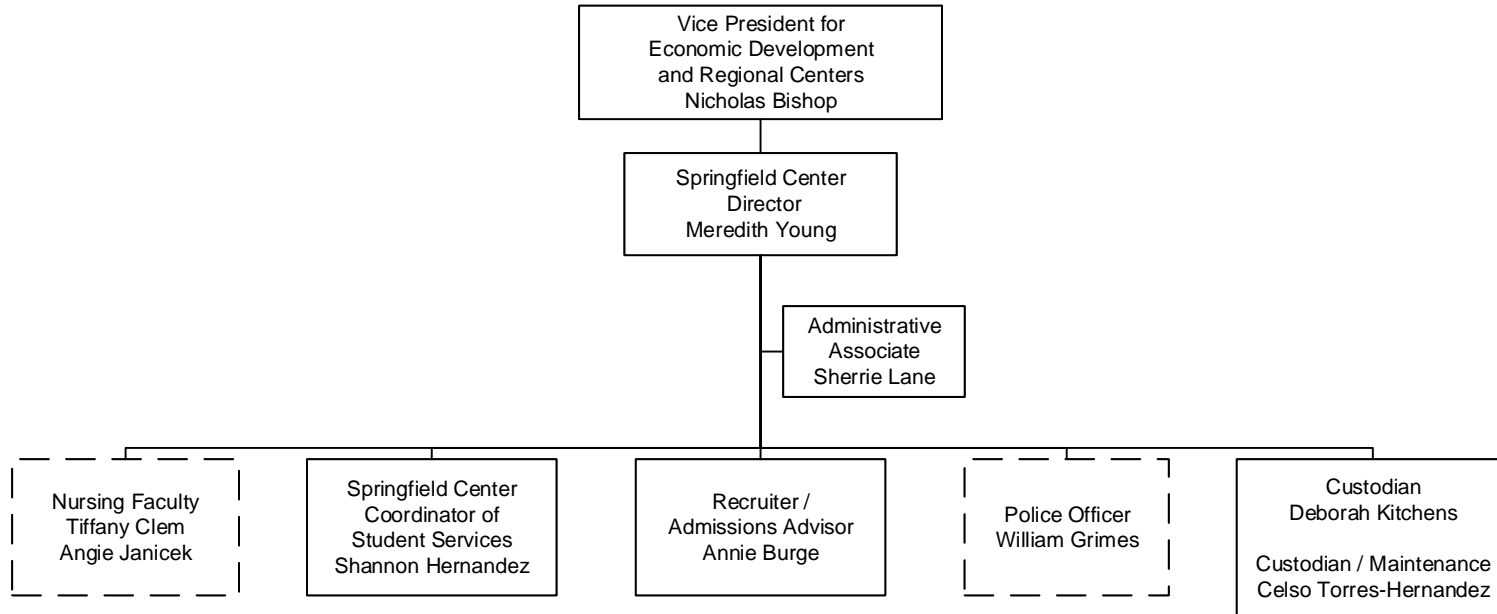 Vice President for
Economic Development
and Regional Centers
Nicholas Bishop
Springfield Center
Director
Meredith Young
Administrative
Associate
Sherrie Lane
Nursing Faculty
Tiffany Clem
Angie Janicek
Springfield Center
Coordinator of
Student Services
Shannon Hernandez
Recruiter /
Admissions Advisor
Annie Burge
Police Officer
William Grimes
Custodian
Deborah Kitchens
Custodian / Maintenance
Celso Torres-Hernandez